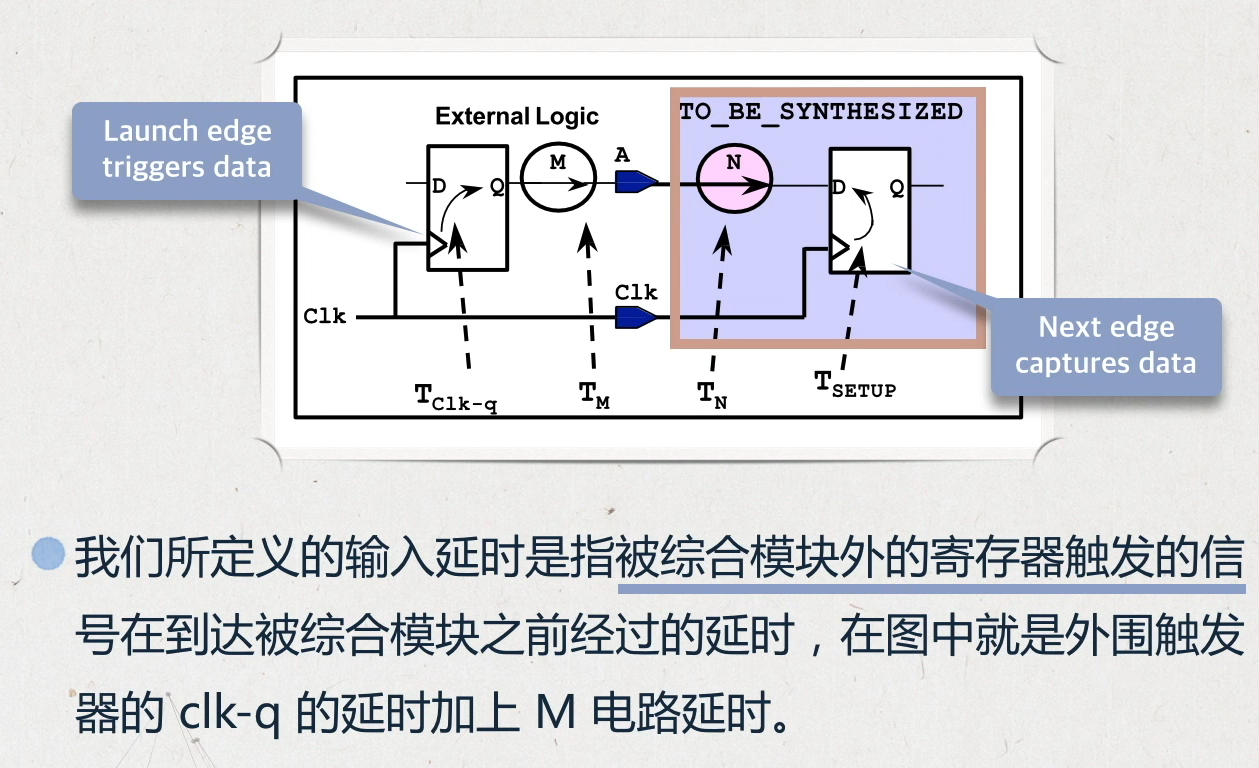 Launch edge
triggers data
External Logic
TO_BE_SYNTHESIZED
D
Q
M
A
N
D
Q
Clk
Clk
T_Clk-q
T_M
T_N
T_SETUP
Next edge
captures data
我们所定义的输入延时是指被综合模块外的寄存器触发的信
号在到达被综合模块之前经过的延时，在图中就是外围触发
器的 clk-q 的延时加上 M 电路延时。